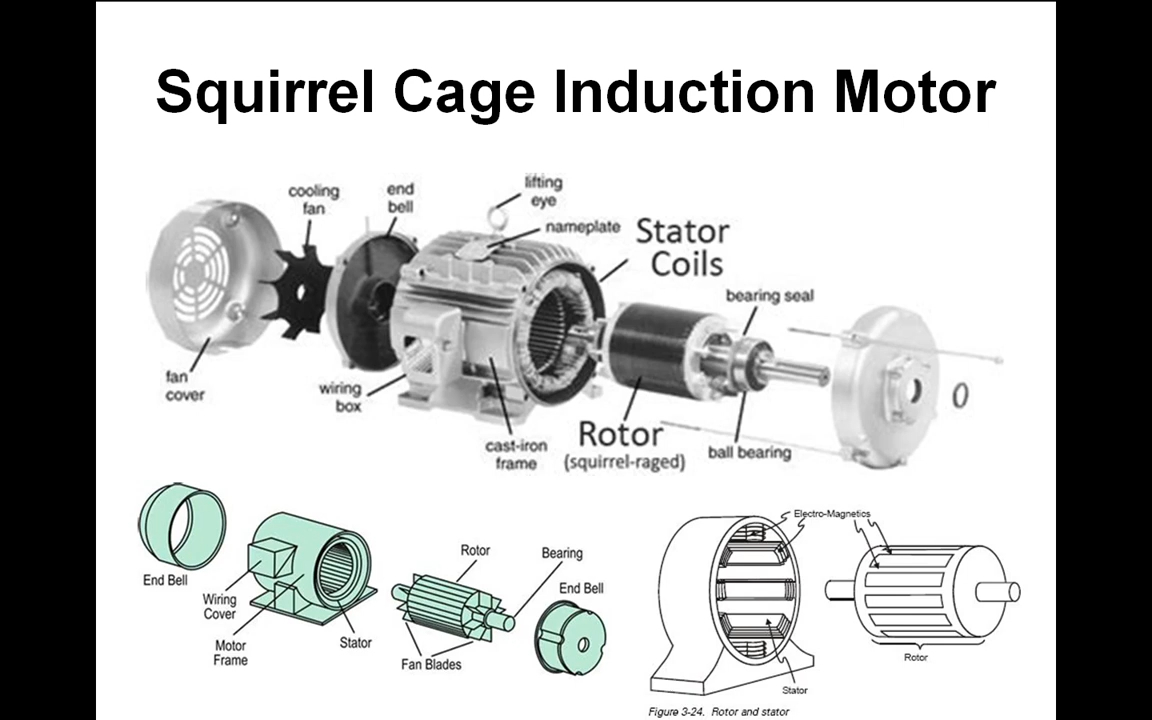 Squirrel Cage Induction Motor
cooling
fan
end
bell
lifting
eye
nameplate
Stator
Coils
bearing seal
fan
cover
wiring
box
cast-iron
frame
Rotor
(squirrel-raged)
ball bearing
End Bell
Wiring
Cover
Motor
Frame
Stator
Rotor
Bearing
End Bell
Fan Blades
Electro-Magnetics
Rotor
Stator
Figure 3-24. Rotor and stator